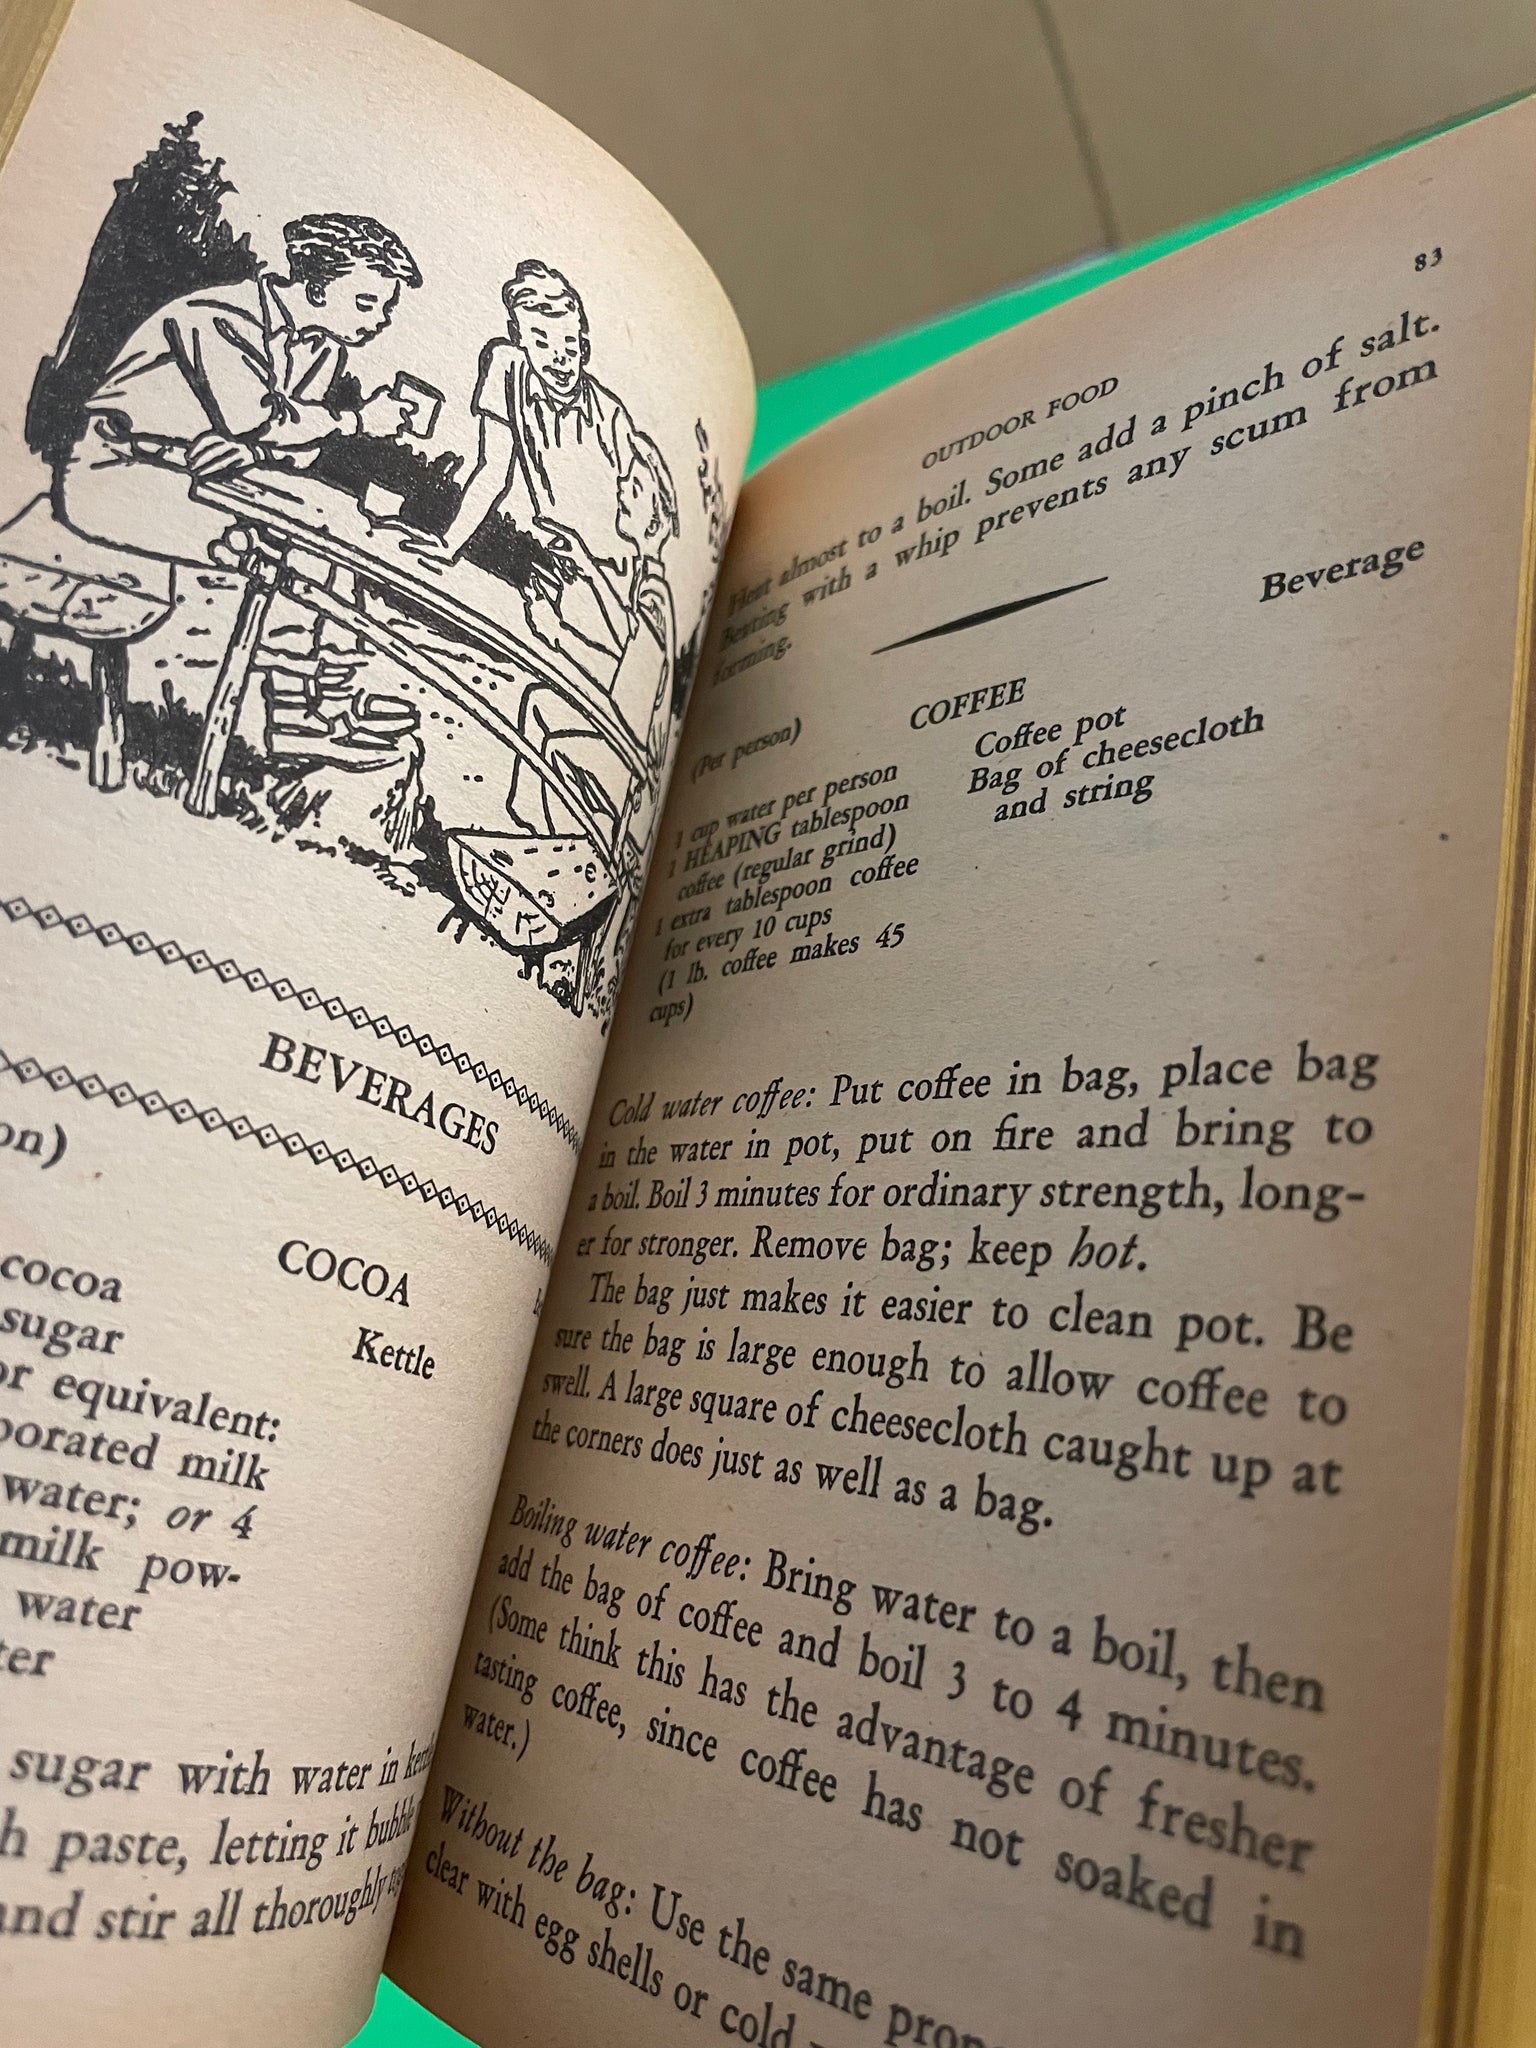 BEVERAGES
on)
COCOA
Kettle
cocoa
sugar
or equivalent:
porated milk
water; or 4
milk pow-
water
ter
sugar with water in
h paste, letting it bubble
and stir all thoroughly
83
OUTDOOR FOOD
Heat almost to a boil. Some add a pinch of salt.
Beating with a whip prevents any scum from
forming.
Beverage
COFFEE
(Per person)
Coffee pot
Bag of cheesecloth
and string
1 cup water per person
1 HEAPING tablespoon
coffee (regular grind)
1 extra tablespoon coffee
for every 10 cups
(1 lb. coffee makes 45
cups)
Cold water coffee: Put coffee in bag, place bag
in the water in pot, put on fire and bring to
a boil. Boil 3 minutes for ordinary strength, long-
er for stronger. Remove bag; keep hot.
The bag just makes it easier to clean pot. Be
sure the bag is large enough to allow coffee to
swell. A large square of cheesecloth caught up at
the corners does just as well as a bag.
Boiling water coffee: Bring water to a boil, then
add the bag of coffee and boil 3 to 4 minutes.
(Some think this has the advantage of fresher
tasting coffee, since coffee has not soaked in
water.)
Without the bag: Use the same
clear with egg shells or cold